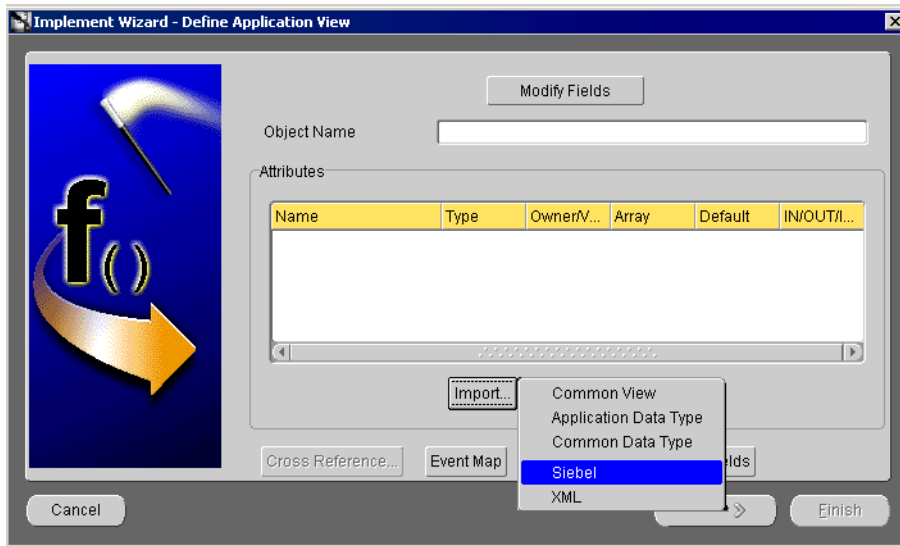 Implement Wizard - Define Application View
Modify Fields
Object Name
Attributes
Name Type Owner/V... Array Default IN/OUT/I...
f()
Import...
Common View
Application Data Type
Common Data Type
Siebel
XML
Cross Reference... Event Map lds
Cancel Finish